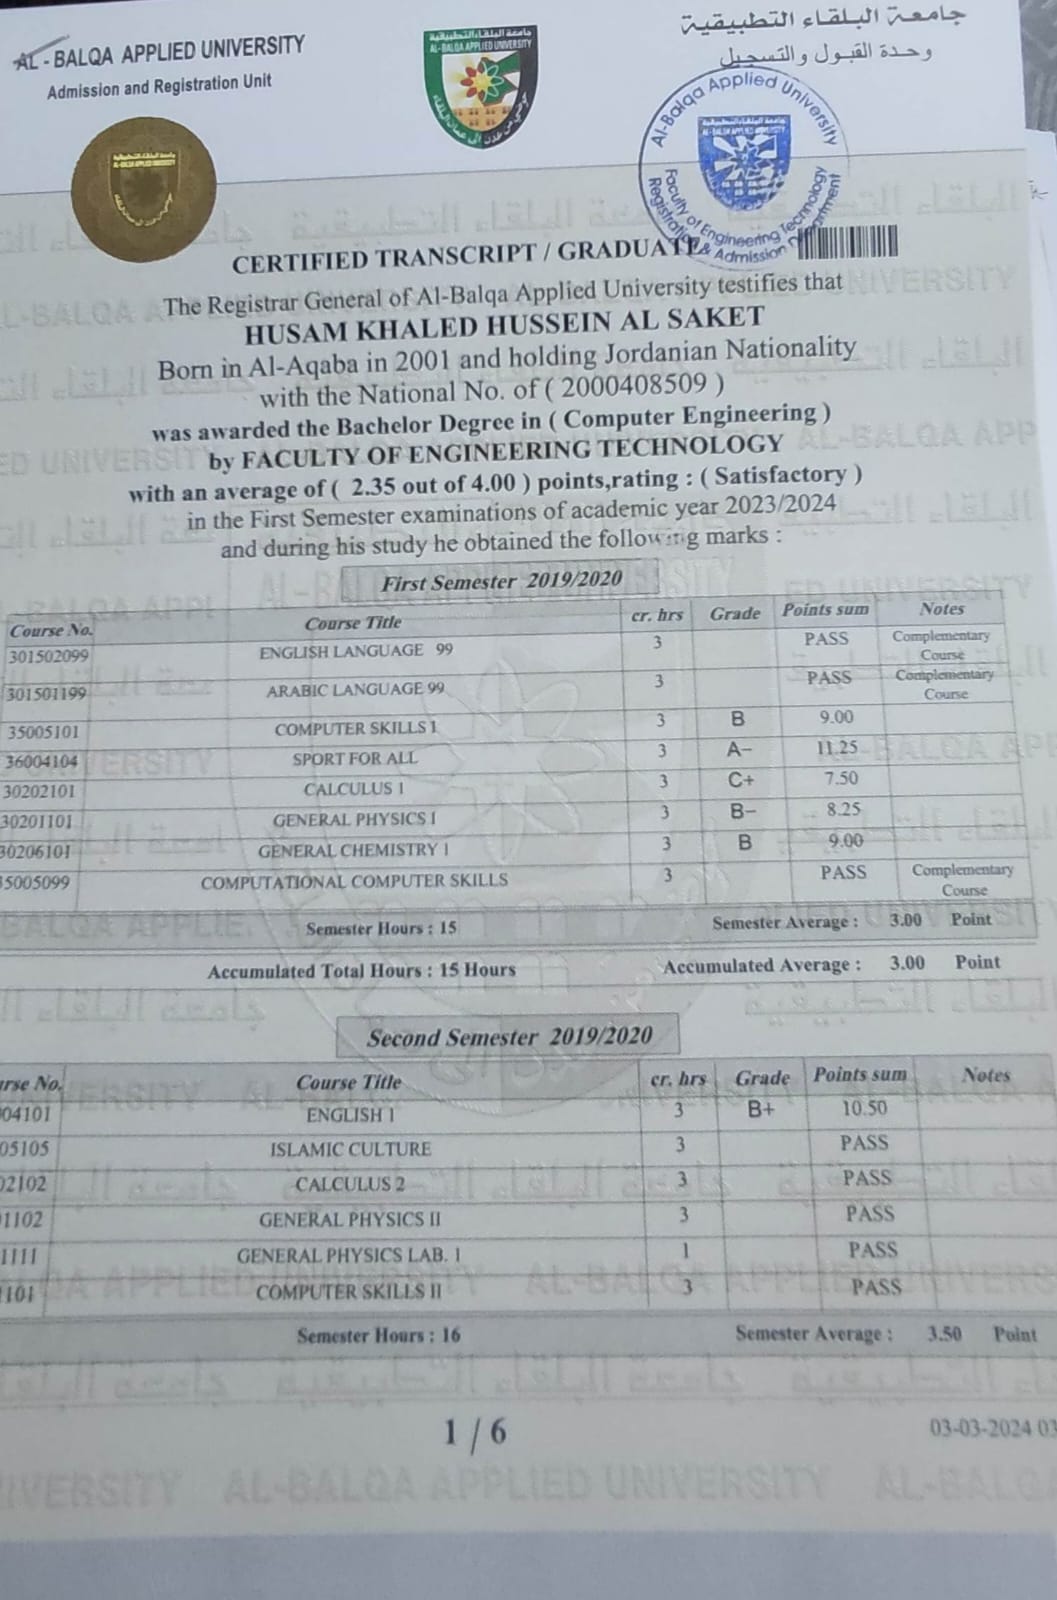 AL - BALQA APPLIED UNIVERSITY
Admission and Registration Unit
جامعة البلقاء التطبيقية
وحدة القبول والتسجيل
جامعة البلقاء التطبيقية
AL-BALQA APPLIED UNIVERSITY
Al-Balqa Applied University
Faculty of Engineering Technology
Registration & Admission Department
CERTIFIED TRANSCRIPT / GRADUATE
The Registrar General of Al-Balqa Applied University testifies that
HUSAM KHALED HUSSEIN AL SAKET
Born in Al-Aqaba in 2001 and holding Jordanian Nationality
with the National No. of ( 2000408509 )
was awarded the Bachelor Degree in ( Computer Engineering )
by FACULTY OF ENGINEERING TECHNOLOGY
with an average of ( 2.35 out of 4.00 ) points,rating : ( Satisfactory )
in the First Semester examinations of academic year 2023/2024
and during his study he obtained the following marks :
First Semester 2019/2020
Course No. Course Title cr. hrs Grade Points sum Notes
301502099 ENGLISH LANGUAGE 99 3 PASS Complementary Course
301501199 ARABIC LANGUAGE 99 3 PASS Complementary Course
35005101 COMPUTER SKILLS 1 3 B 9.00
36004104 SPORT FOR ALL 3 A- 11.25
30202101 CALCULUS 1 3 C+ 7.50
30201101 GENERAL PHYSICS I 3 B- 8.25
30206101 GENERAL CHEMISTRY 1 3 B 9.00
35005099 COMPUTATIONAL COMPUTER SKILLS 3 PASS Complementary Course
Semester Hours : 15 Semester Average : 3.00 Point
Accumulated Total Hours : 15 Hours Accumulated Average : 3.00 Point
Second Semester 2019/2020
rse No. Course Title cr. hrs Grade Points sum Notes
04101 ENGLISH 1 3 B+ 10.50
05105 ISLAMIC CULTURE 3 PASS
02102 CALCULUS 2 3 PASS
1102 GENERAL PHYSICS II 3 PASS
1111 GENERAL PHYSICS LAB. I 1 PASS
1101 COMPUTER SKILLS II 3 PASS
Semester Hours : 16 Semester Average : 3.50 Point
1 / 6
03-03-2024 03
IVERSITY AL-BALQA APPLIED UNIVERSITY AL-BALQA